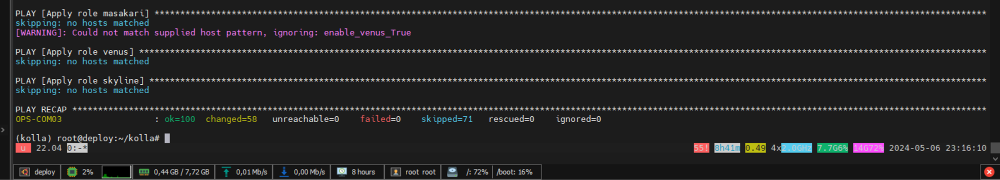 PLAY [Apply role masakari] ****************************************************************************************************************************************************************
skipping: no hosts matched
[WARNING]: Could not match supplied host pattern, ignoring: enable_venus_True
PLAY [Apply role venus] *******************************************************************************************************************************************************************
skipping: no hosts matched
PLAY [Apply role skyline] *****************************************************************************************************************************************************************
skipping: no hosts matched
PLAY RECAP ********************************************************************************************************************************************************************************
OPS-COM03 : ok=100 changed=58 unreachable=0 failed=0 skipped=71 rescued=0 ignored=0
(kolla) root@deploy:~/kolla#
u 22.04 0:-* 55! 8h41m 0.49 4x2.0GHz 7.7G6% 14G72% 2024-05-06 23:16:10
deploy 2% 0,44 GB / 7,72 GB 0,01 Mb/s 0,00 Mb/s 8 hours root root /: 72% /boot: 16%